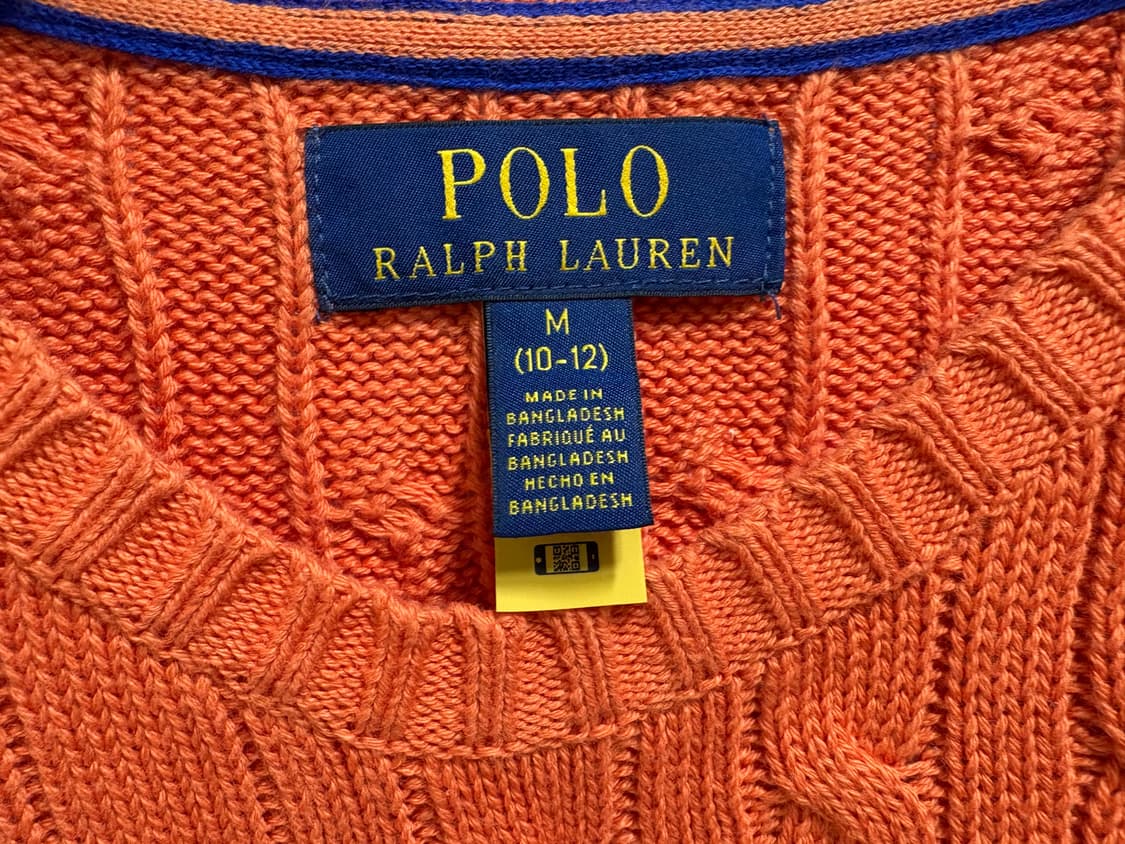 POLO
RALPH LAUREN
M
(10-12)
MADE IN
BANGLADESH
FABRIQUÉ AU
BANGLADESH
HECHO EN
BANGLADESH